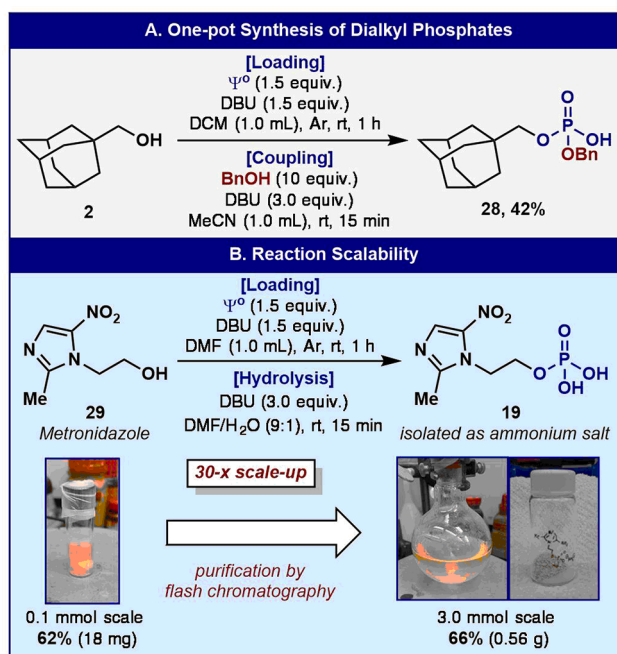 A. One-pot Synthesis of Dialkyl Phosphates
[Loading]
Ψᴼ (1.5 equiv.)
DBU (1.5 equiv.)
DCM (1.0 mL), Ar, rt, 1 h
[Coupling]
BnOH (10 equiv.)
DBU (3.0 equiv.)
MeCN (1.0 mL), rt, 15 min
OH
2
O
O P OH
OBn
28, 42%
B. Reaction Scalability
[Loading]
Ψᴼ (1.5 equiv.)
DBU (1.5 equiv.)
DMF (1.0 mL), Ar, rt, 1 h
[Hydrolysis]
DBU (3.0 equiv.)
DMF/H₂O (9:1), rt, 15 min
NO₂
N
N
OH
Me
29
Metronidazole
NO₂
N
N
O
O P OH
OH
Me
19
isolated as ammonium salt
30-x scale-up
purification by
flash chromatography
0.1 mmol scale
62% (18 mg)
3.0 mmol scale
66% (0.56 g)